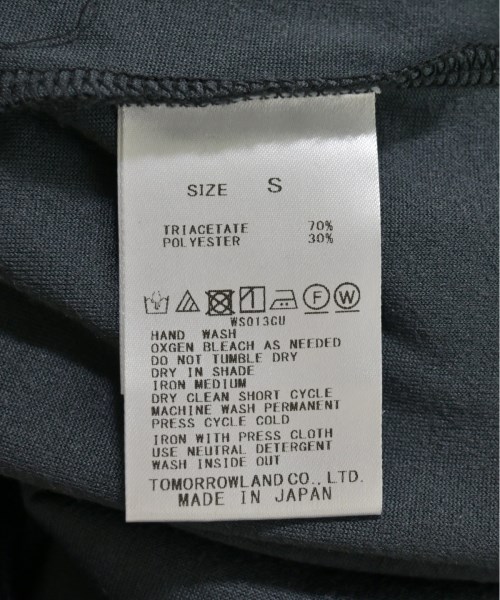 SIZE S
TRIACETATE 70%
POLYESTER 30%
F W
WS013CU
HAND WASH
OXGEN BLEACH AS NEEDED
DO NOT TUMBLE DRY
DRY IN SHADE
IRON MEDIUM
DRY CLEAN SHORT CYCLE
MACHINE WASH PERMANENT
PRESS CYCLE COLD
IRON WITH PRESS CLOTH
USE NEUTRAL DETERGENT
WASH INSIDE OUT
TOMORROWLAND CO., LTD.
MADE IN JAPAN